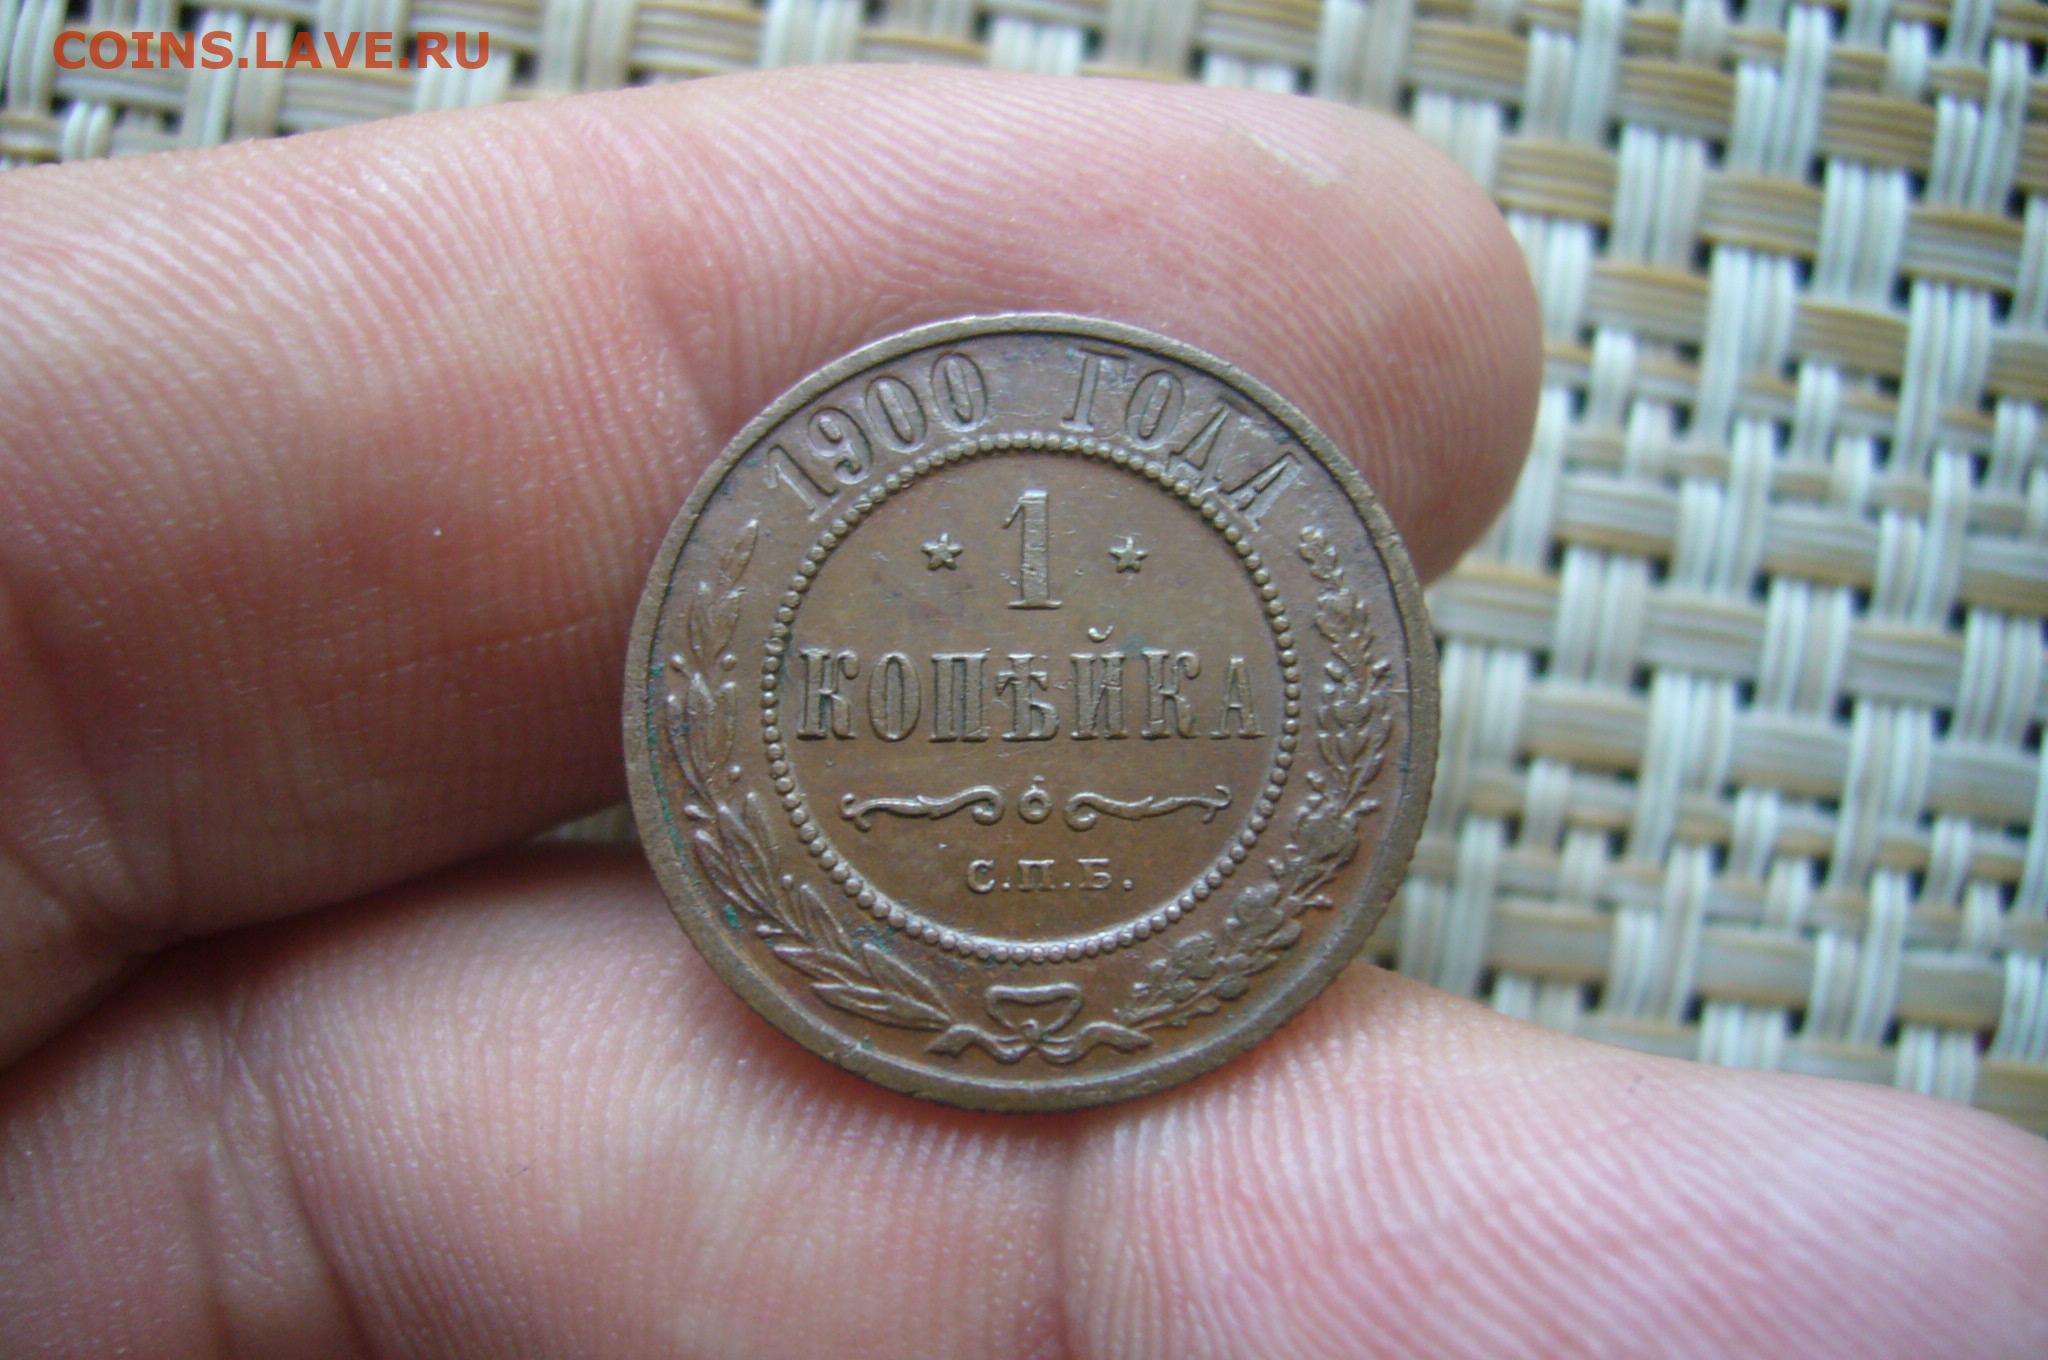 COINS.LAVE.RU
1900 ГОДА
* 1 *
КОПѢЙКА
С.П.Б.